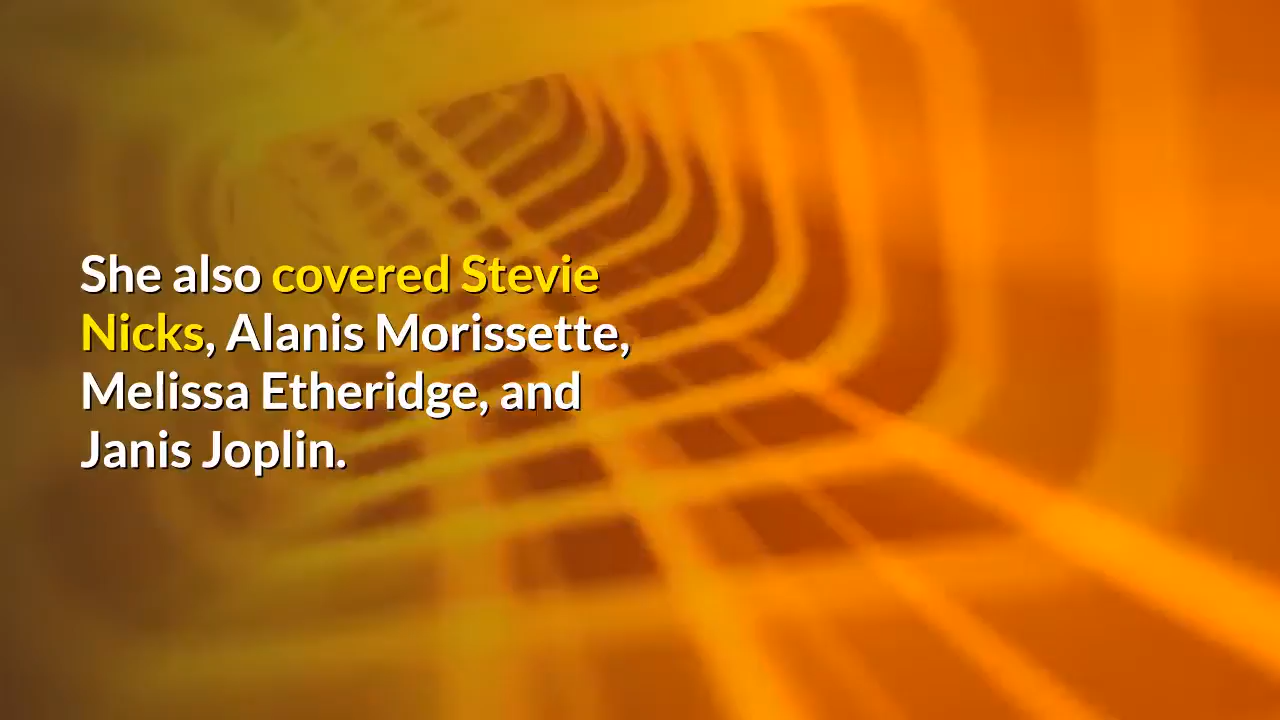 She also covered Stevie
Nicks, Alanis Morissette,
Melissa Etheridge, and
Janis Joplin.